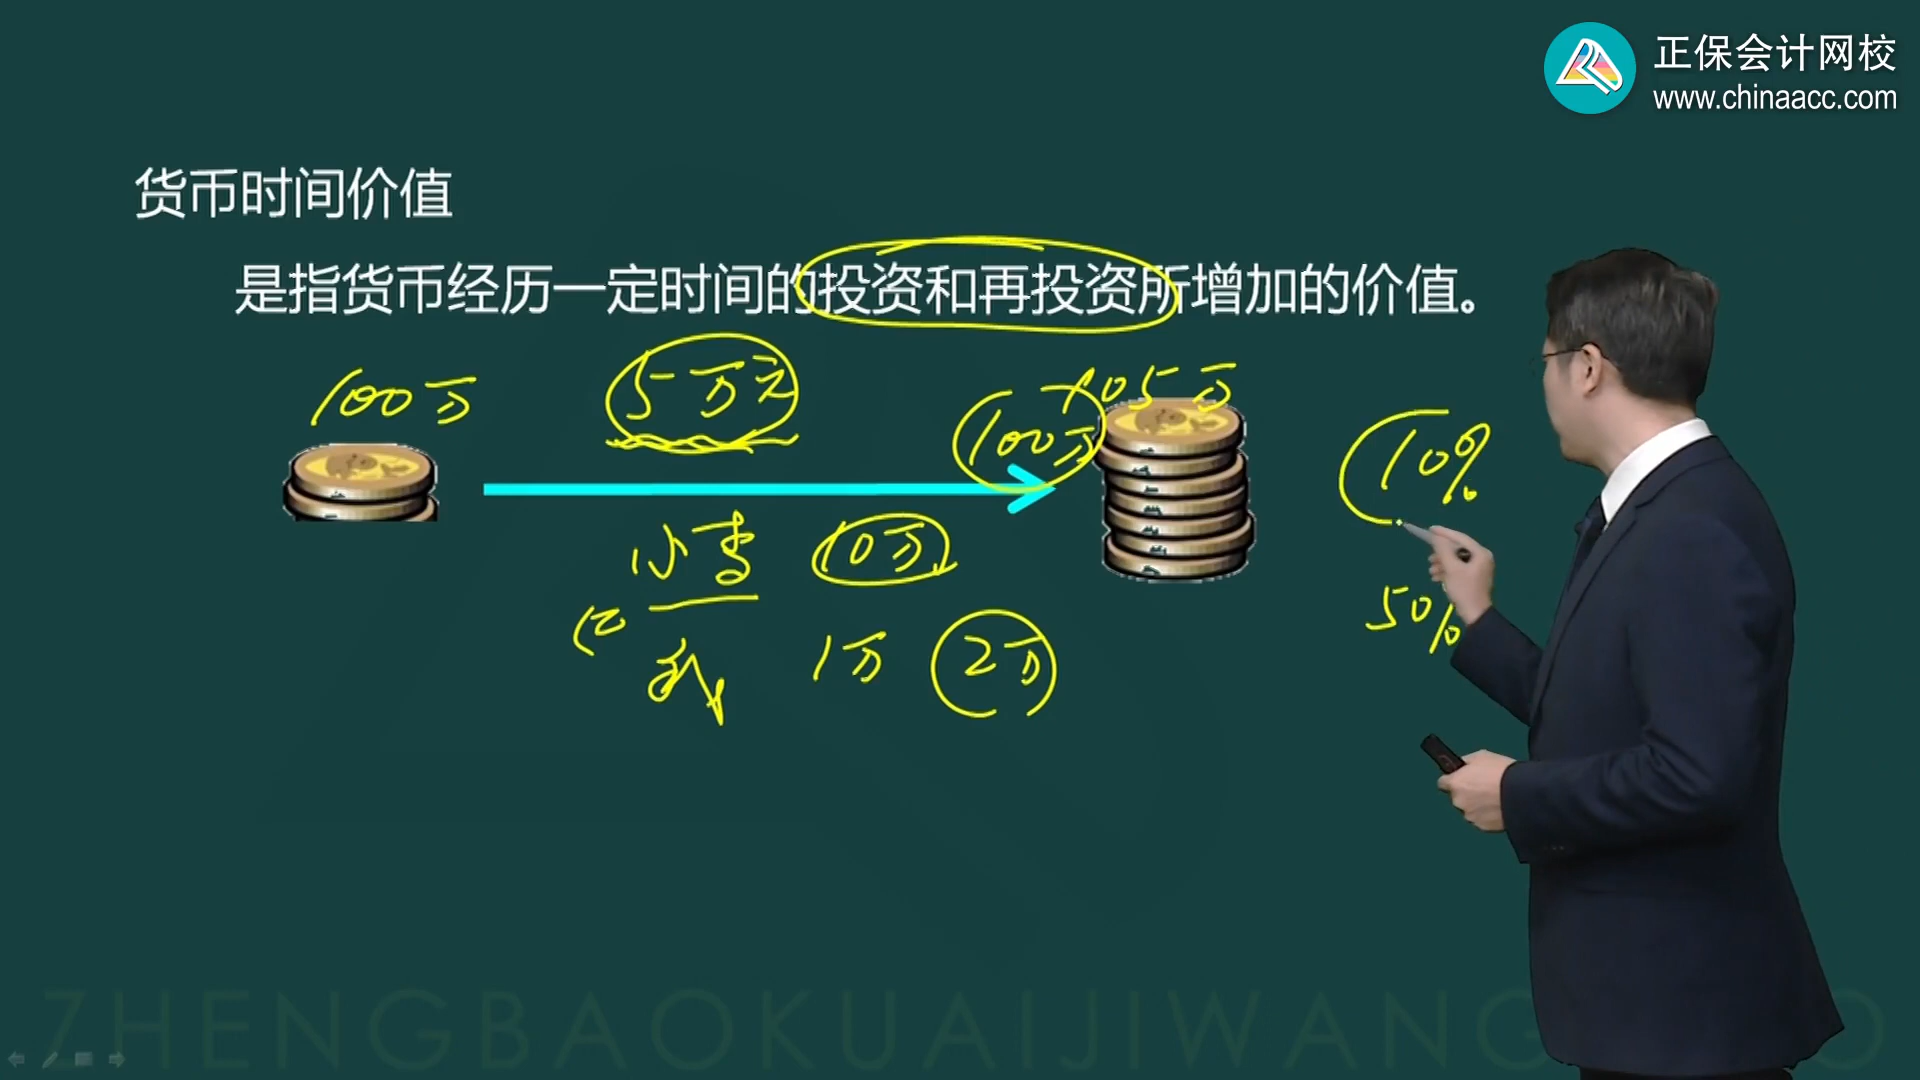 正保会计网校
www.chinaacc.com
货币时间价值
是指货币经历一定时间的投资和再投资所增加的价值。
100万
5万元
105万
100万
10%
小李
10万
50%
1万
2万
ZHENGBAOKUAIJIWANG